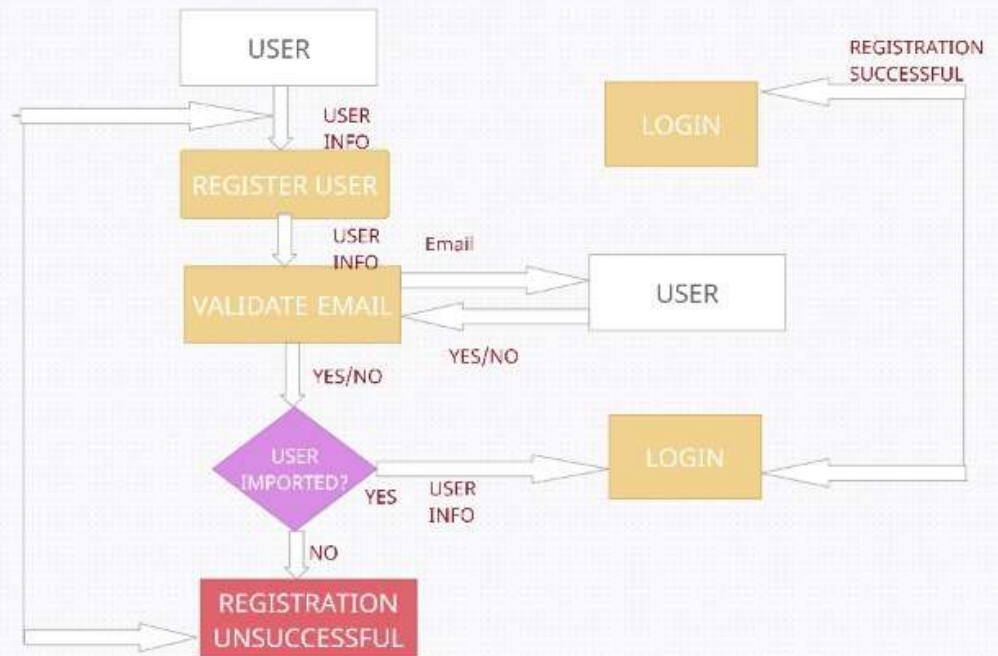 USER
REGISTRATION
SUCCESSFUL
USER
INFO
LOGIN
REGISTER USER
USER
INFO
Email
VALIDATE EMAIL
USER
YES/NO
YES/NO
USER
IMPORTED?
YES
USER
INFO
LOGIN
NO
REGISTRATION
UNSUCCESSFUL